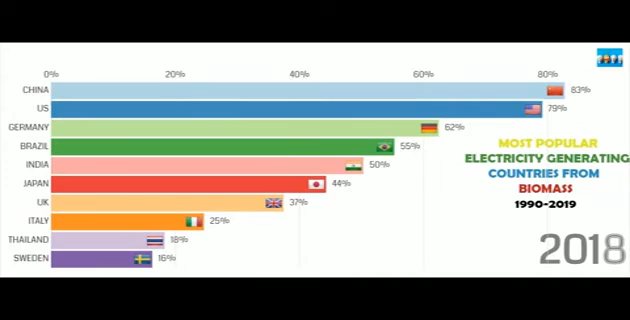 0% 20% 40% 60% 80%
CHINA 83%
US 79%
GERMANY 62%
BRAZIL 55%
INDIA 50%
JAPAN 44%
UK 37%
ITALY 25%
THAILAND 18%
SWEDEN 16%
MOST POPULAR
ELECTRICITY GENERATING
COUNTRIES FROM
BIOMASS
1990-2019
2018